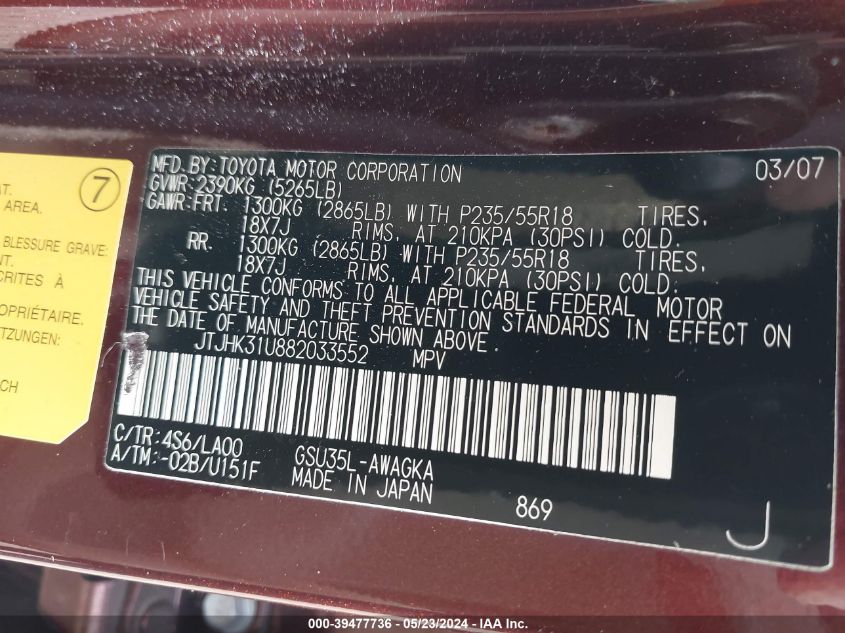 7
AT.
AREA.
BLESSURE GRAVE:
NT.
CRITES À
PROPRIÉTAIRE.
TZUNGEN:
CH
MFD.BY:TOYOTA MOTOR CORPORATION 03/07
GVWR:2390KG (5265LB)
GAWR:FRT. 1300KG (2865LB) WITH P235/55R18 TIRES,
18X7J RIMS, AT 210KPA (30PSI) COLD.
RR. 1300KG (2865LB) WITH P235/55R18 TIRES,
18X7J RIMS, AT 210KPA (30PSI) COLD.
THIS VEHICLE CONFORMS TO ALL APPLICABLE FEDERAL MOTOR
VEHICLE SAFETY AND THEFT PREVENTION STANDARDS IN EFFECT ON
THE DATE OF MANUFACTURE SHOWN ABOVE.
JTJHK31U882033552 MPV
C/TR:4S6/LA00 GSU35L-AWAGKA
A/TM:-02B/U151F MADE IN JAPAN
869
J
000-39477736 - 05/23/2024 - IAA Inc.